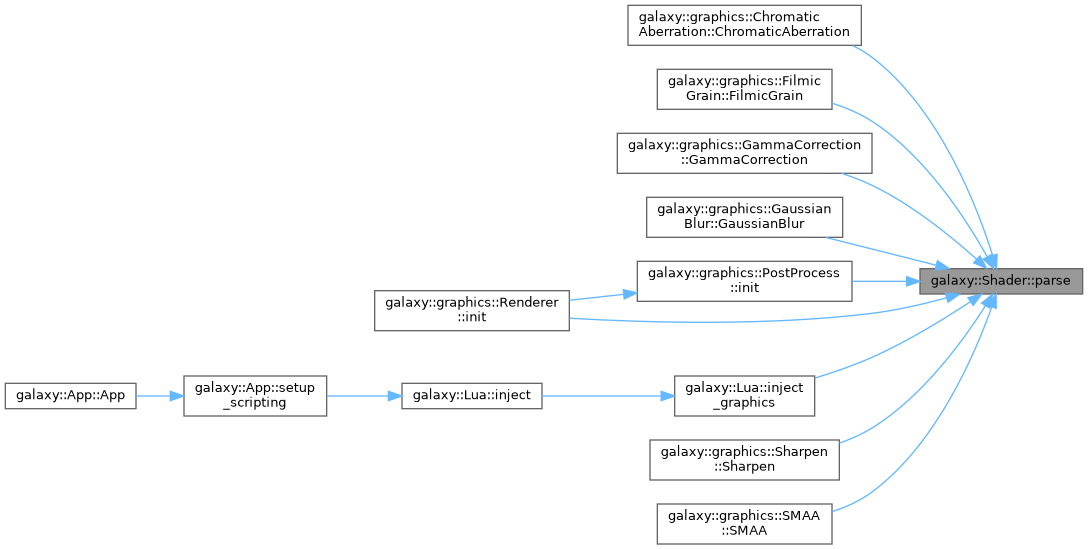 galaxy::graphics::Chromatic
Aberration::ChromaticAberration
galaxy::graphics::Filmic
Grain::FilmicGrain
galaxy::graphics::GammaCorrection
::GammaCorrection
galaxy::graphics::Gaussian
Blur::GaussianBlur
galaxy::graphics::PostProcess
::init
galaxy::Shader::parse
galaxy::graphics::Renderer
::init
galaxy::App::App
galaxy::App::setup
_scripting
galaxy::Lua::inject
galaxy::Lua::inject
_graphics
galaxy::graphics::Sharpen
::Sharpen
galaxy::graphics::SMAA
::SMAA